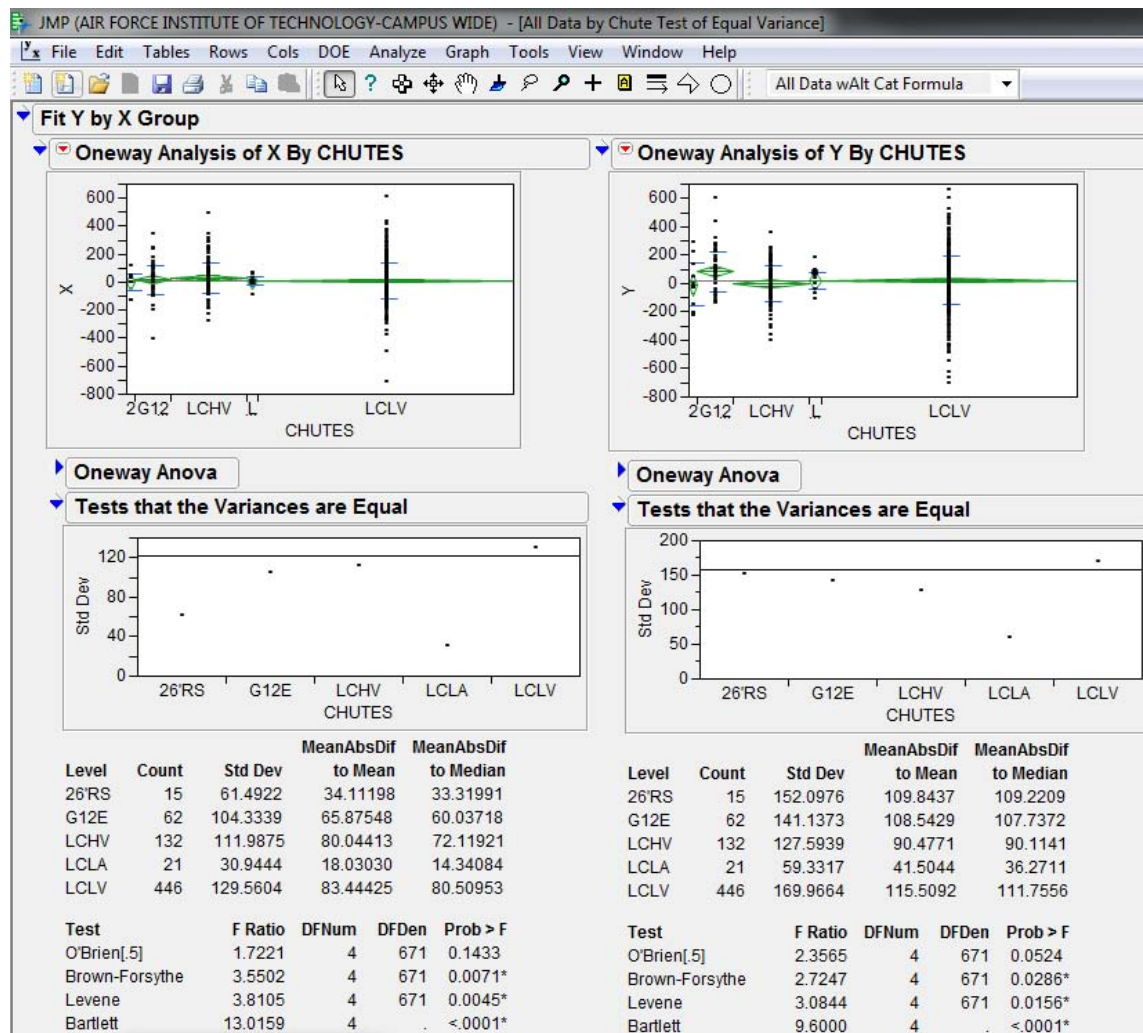 JMP (AIR FORCE INSTITUTE OF TECHNOLOGY-CAMPUS WIDE) - [All Data by Chute Test of Equal Variance]
File Edit Tables Rows Cols DOE Analyze Graph Tools View Window Help
All Data wAlt Cat Formula
Fit Y by X Group
Oneway Analysis of X By CHUTES
600
400
200
0
-200
-400
-600
-800
X
2 G12 LCHV L LCLV
CHUTES
Oneway Anova
Tests that the Variances are Equal
120
80
40
0
Std Dev
26'RS G12E LCHV LCLA LCLV
CHUTES
Level Count Std Dev MeanAbsDif to Mean MeanAbsDif to Median
26'RS 15 61.4922 34.11198 33.31991
G12E 62 104.3339 65.87548 60.03718
LCHV 132 111.9875 80.04413 72.11921
LCLA 21 30.9444 18.03030 14.34084
LCLV 446 129.5604 83.44425 80.50953
Test F Ratio DFNum DFDen Prob > F
O'Brien[.5] 1.7221 4 671 0.1433
Brown-Forsythe 3.5502 4 671 0.0071*
Levene 3.8105 4 671 0.0045*
Bartlett 13.0159 4 . <.0001*
Oneway Analysis of Y By CHUTES
600
400
200
0
-200
-400
-600
-800
Y
2 G12 LCHV L LCLV
CHUTES
Oneway Anova
Tests that the Variances are Equal
200
150
100
50
0
Std Dev
26'RS G12E LCHV LCLA LCLV
CHUTES
Level Count Std Dev MeanAbsDif to Mean MeanAbsDif to Median
26'RS 15 152.0976 109.8437 109.2209
G12E 62 141.1373 108.5429 107.7372
LCHV 132 127.5939 90.4771 90.1141
LCLA 21 59.3317 41.5044 36.2711
LCLV 446 169.9664 115.5092 111.7556
Test F Ratio DFNum DFDen Prob > F
O'Brien[.5] 2.3565 4 671 0.0524
Brown-Forsythe 2.7247 4 671 0.0286*
Levene 3.0844 4 671 0.0156*
Bartlett 9.6000 4 . <.0001*